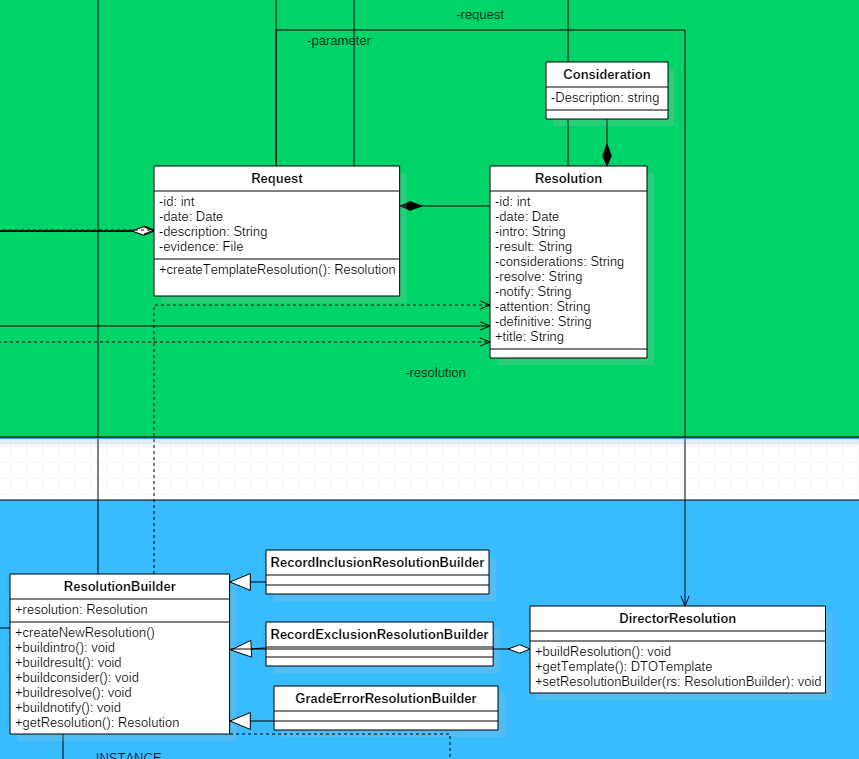 -request
-parameter
Consideration
-Description: string
Request
-id: int
-date: Date
-description: String
-evidence: File
+createTemplateResolution(): Resolution
Resolution
-id: int
-date: Date
-intro: String
-result: String
-considerations: String
-resolve: String
-notify: String
-attention: String
-definitive: String
+title: String
-resolution
ResolutionBuilder
+resolution: Resolution
+createNewResolution()
+buildintro(): void
+buildresult(): void
+buildconsider(): void
+buildresolve(): void
+buildnotify(): void
+getResolution(): Resolution
RecordInclusionResolutionBuilder
RecordExclusionResolutionBuilder
GradeErrorResolutionBuilder
DirectorResolution
+buildResolution(): void
+getTemplate(): DTOTemplate
+setResolutionBuilder(rs: ResolutionBuilder): void
INSTANCE